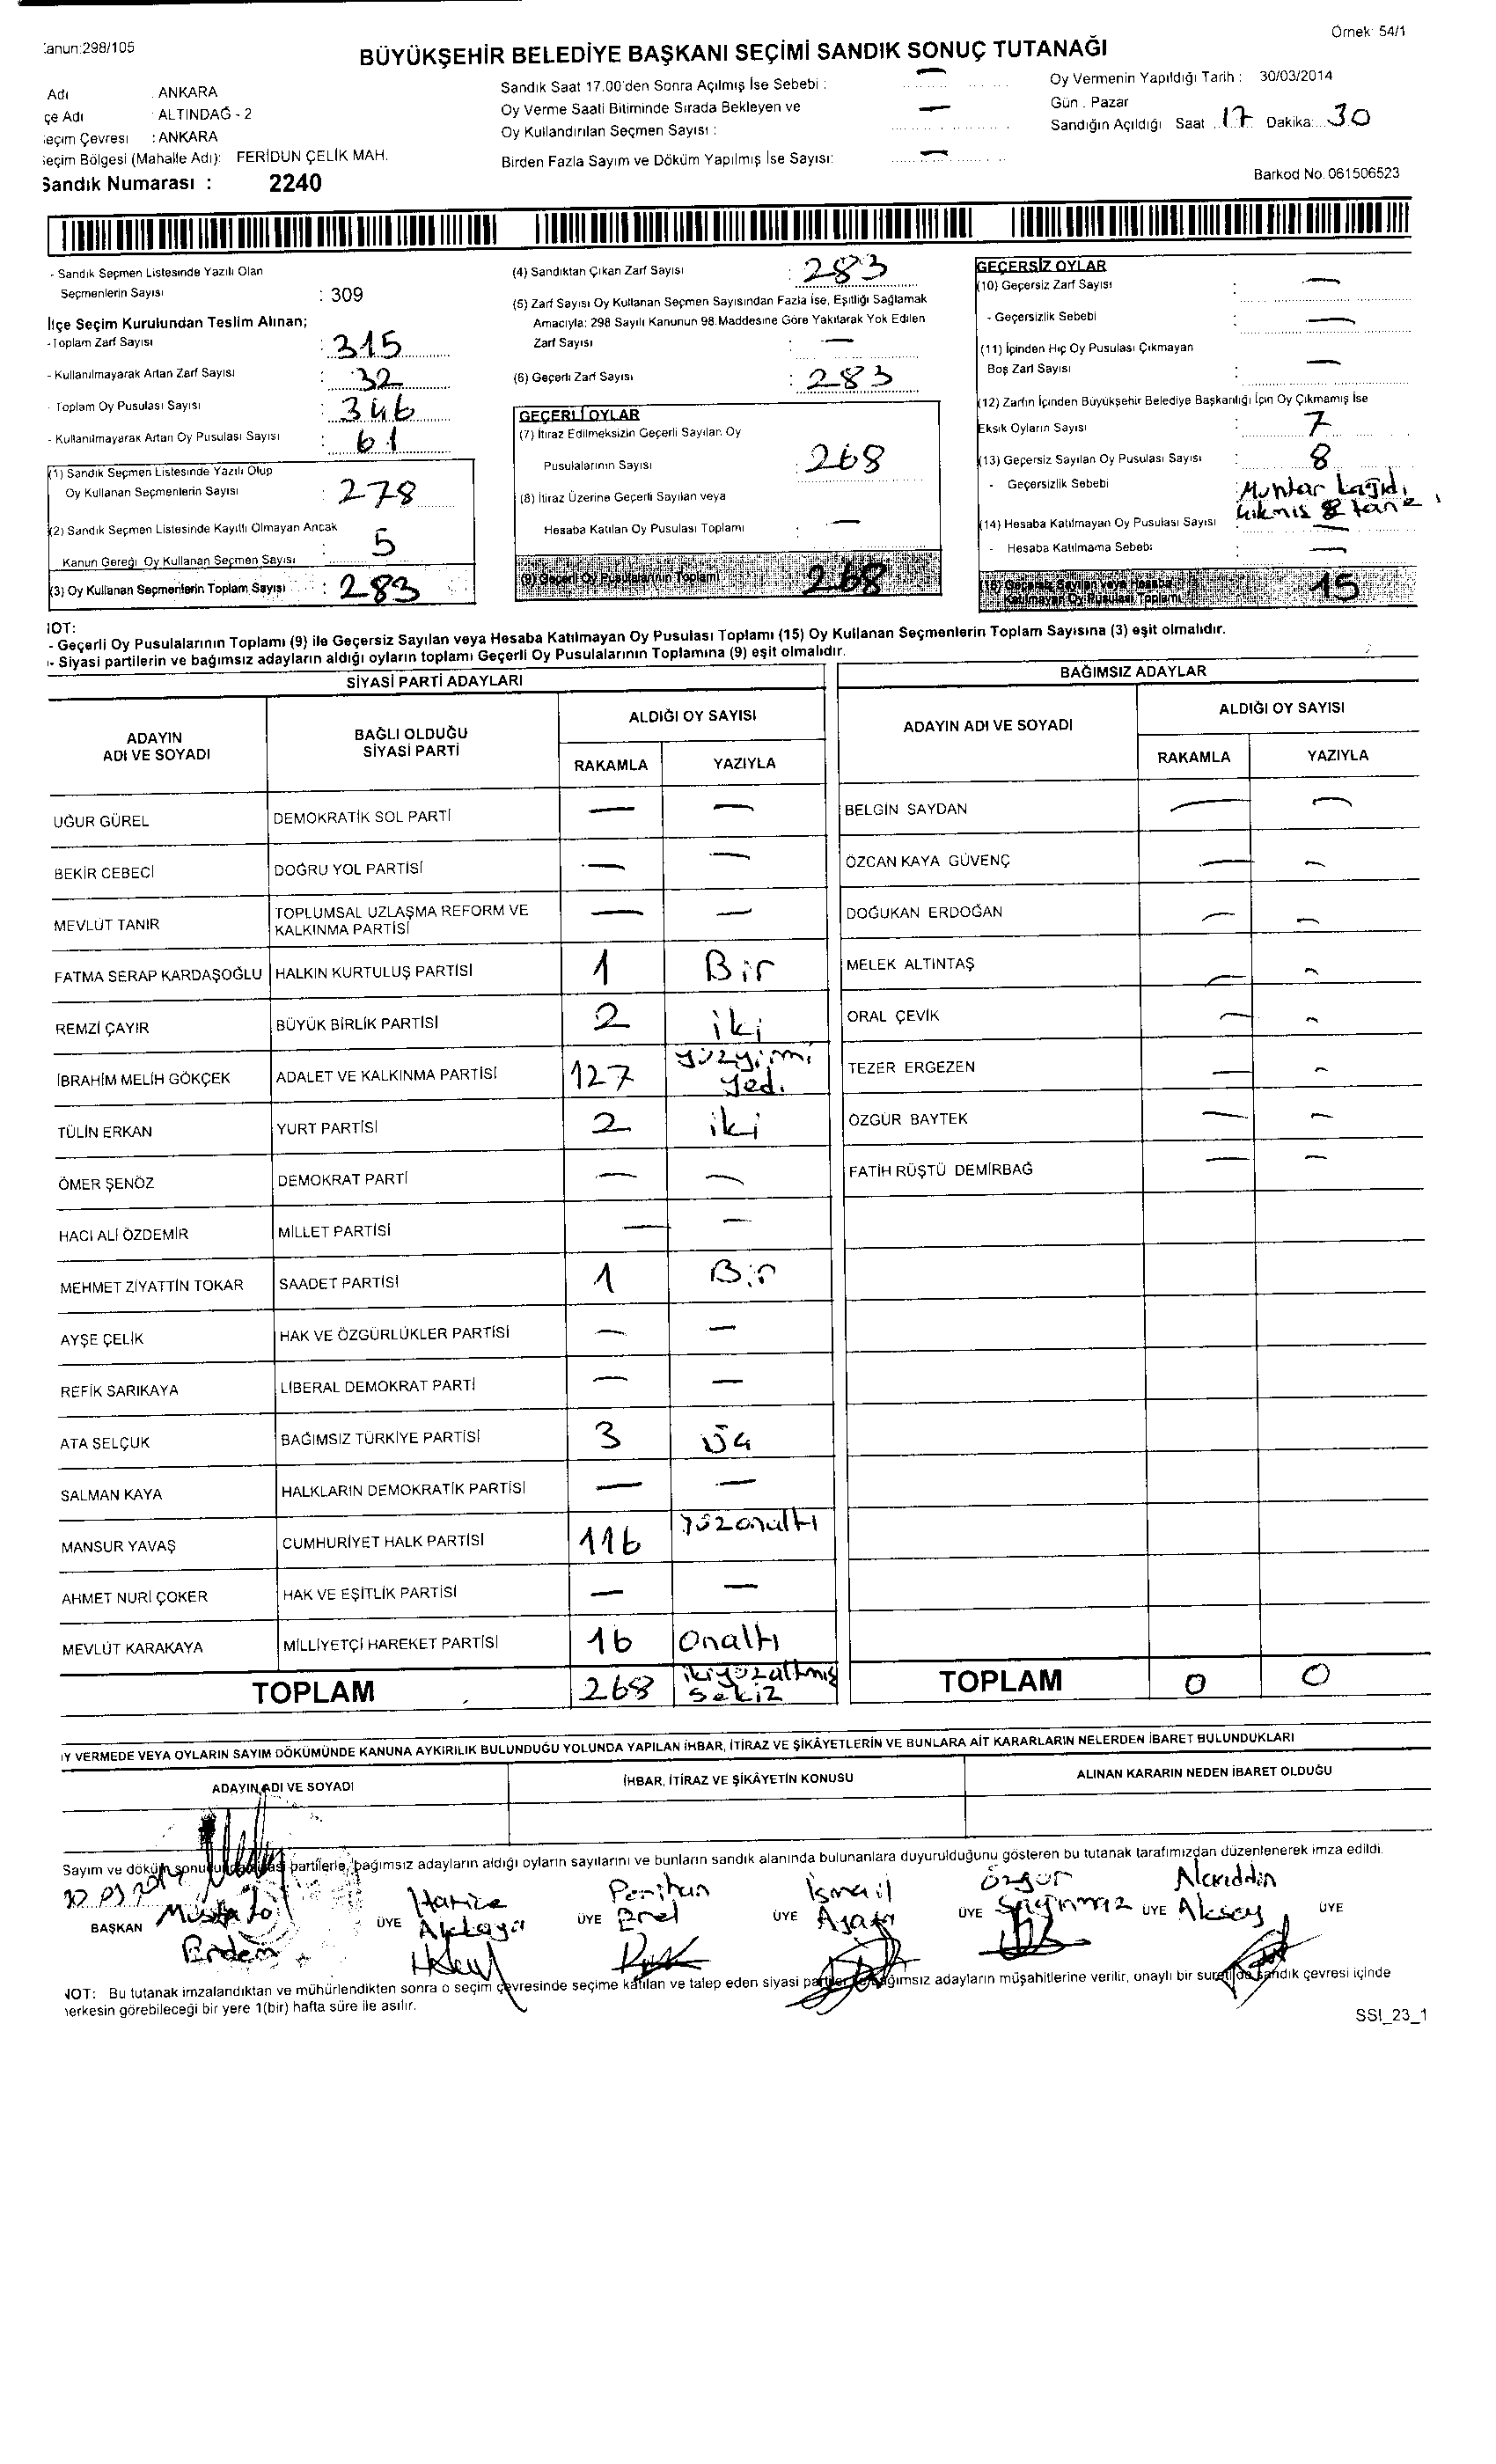 Kanun:298/105
Örnek: 54/1
BÜYÜKŞEHİR BELEDİYE BAŞKANI SEÇİMİ SANDIK SONUÇ TUTANAĞI
Adı : ANKARA
çe Adı : ALTINDAĞ - 2
eçim Çevresi : ANKARA
eçim Bölgesi (Mahalle Adı): FERİDUN ÇELİK MAH.
Sandık Numarası : 2240
Sandık Saat 17.00'den Sonra Açılmış İse Sebebi : —
Oy Verme Saati Bitiminde Sırada Bekleyen ve
Oy Kullandırılan Seçmen Sayısı : —
Birden Fazla Sayım ve Döküm Yapılmış İse Sayısı: —
Oy Vermenin Yapıldığı Tarih : 30/03/2014
Gün : Pazar
Sandığın Açıldığı Saat 17 Dakika: 30
Barkod No: 061506523
- Sandık Seçmen Listesinde Yazılı Olan
Seçmenlerin Sayısı : 309
İlçe Seçim Kurulundan Teslim Alınan;
- Toplam Zarf Sayısı : 315
- Kullanılmayarak Artan Zarf Sayısı : 32
- Toplam Oy Pusulası Sayısı : 346
- Kullanılmayarak Artan Oy Pusulası Sayısı : 61
(1) Sandık Seçmen Listesinde Yazılı Olup
Oy Kullanan Seçmenlerin Sayısı : 278
(2) Sandık Seçmen Listesinde Kayıtlı Olmayan Ancak
Kanun Gereği Oy Kullanan Seçmen Sayısı : 5
(3) Oy Kullanan Seçmenlerin Toplam Sayısı : 283
(4) Sandıktan Çıkan Zarf Sayısı : 283
(5) Zarf Sayısı Oy Kullanan Seçmen Sayısından Fazla İse, Eşitliği Sağlamak
Amacıyla: 298 Sayılı Kanunun 98.Maddesine Göre Yakılarak Yok Edilen
Zarf Sayısı : —
(6) Geçerli Zarf Sayısı : 283
GEÇERLİ OYLAR
(7) İtiraz Edilmeksizin Geçerli Sayılan Oy
Pusulalarının Sayısı : 268
(8) İtiraz Üzerine Geçerli Sayılan veya
Hesaba Katılan Oy Pusulası Toplamı : —
(9) Geçerli Oy Pusulalarının Toplamı 268
GEÇERSİZ OYLAR
(10) Geçersiz Zarf Sayısı : —
- Geçersizlik Sebebi : —
(11) İçinden Hiç Oy Pusulası Çıkmayan
Boş Zarf Sayısı : —
(12) Zarfın İçinden Büyükşehir Belediye Başkanlığı İçin Oy Çıkmamış İse
Eksik Oyların Sayısı : 7
(13) Geçersiz Sayılan Oy Pusulası Sayısı : 8
- Geçersizlik Sebebi : Muhtar kağıdı
çıkmış 8 tane
(14) Hesaba Katılmayan Oy Pusulası Sayısı : —
- Hesaba Katılmama Sebebi : —
(15) Geçersiz Sayılan veya Hesaba
Katılmayan Oy Pusulası Toplamı 15
NOT:
- Geçerli Oy Pusulalarının Toplamı (9) ile Geçersiz Sayılan veya Hesaba Katılmayan Oy Pusulası Toplamı (15) Oy Kullanan Seçmenlerin Toplam Sayısına (3) eşit olmalıdır.
- Siyasi partilerin ve bağımsız adayların aldığı oyların toplamı Geçerli Oy Pusulalarının Toplamına (9) eşit olmalıdır.
SİYASİ PARTİ ADAYLARI
ADAYIN ADI VE SOYADI BAĞLI OLDUĞU SİYASİ PARTİ ALDIĞI OY SAYISI
RAKAMLA YAZIYLA
UĞUR GÜREL DEMOKRATİK SOL PARTİ — —
BEKİR CEBECİ DOĞRU YOL PARTİSİ — —
MEVLÜT TANIR TOPLUMSAL UZLAŞMA REFORM VE KALKINMA PARTİSİ — —
FATMA SERAP KARDAŞOĞLU HALKIN KURTULUŞ PARTİSİ 1 Bir
REMZİ ÇAYIR BÜYÜK BİRLİK PARTİSİ 2 iki
İBRAHİM MELİH GÖKÇEK ADALET VE KALKINMA PARTİSİ 127 yüzyirmi yedi
TÜLİN ERKAN YURT PARTİSİ 2 iki
ÖMER ŞENÖZ DEMOKRAT PARTİ — —
HACI ALİ ÖZDEMİR MİLLET PARTİSİ — —
MEHMET ZİYATTİN TOKAR SAADET PARTİSİ 1 Bir
AYŞE ÇELİK HAK VE ÖZGÜRLÜKLER PARTİSİ — —
REFİK SARIKAYA LİBERAL DEMOKRAT PARTİ — —
ATA SELÇUK BAĞIMSIZ TÜRKİYE PARTİSİ 3 üç
SALMAN KAYA HALKLARIN DEMOKRATİK PARTİSİ — —
MANSUR YAVAŞ CUMHURİYET HALK PARTİSİ 116 yüzonaltı
AHMET NURİ ÇOKER HAK VE EŞİTLİK PARTİSİ — —
MEVLÜT KARAKAYA MİLLİYETÇİ HAREKET PARTİSİ 16 Onaltı
TOPLAM 268 ikiyüzaltmış sekiz
BAĞIMSIZ ADAYLAR
ADAYIN ADI VE SOYADI ALDIĞI OY SAYISI
RAKAMLA YAZIYLA
BELGİN SAYDAN — —
ÖZCAN KAYA GÜVENÇ — —
DOĞUKAN ERDOĞAN — —
MELEK ALTINTAŞ — —
ORAL ÇEVİK — —
TEZER ERGEZEN — —
ÖZGÜR BAYTEK — —
FATİH RÜŞTÜ DEMİRBAĞ — —
TOPLAM 0 0
IY VERMEDE VEYA OYLARIN SAYIM DÖKÜMÜNDE KANUNA AYKIRILIK BULUNDUĞU YOLUNDA YAPILAN İHBAR, İTİRAZ VE ŞİKÂYETLERİN VE BUNLARA AİT KARARLARIN NELERDEN İBARET BULUNDUKLARI
ADAYIN ADI VE SOYADI İHBAR, İTİRAZ VE ŞİKÂYETİN KONUSU ALINAN KARARIN NEDEN İBARET OLDUĞU
Sayım ve döküm sonucunda siyasi partilerle, bağımsız adayların aldığı oyların sayılarını ve bunların sandık alanında bulunanlara duyurulduğunu gösteren bu tutanak tarafımızdan düzenlenerek imza edildi.
30.03.2014
BAŞKAN Mustafa Erdem
ÜYE Hatice Aktaya
ÜYE Perihan Erel
ÜYE İsmail
ÜYE Özgür
ÜYE Alaeddin Aksoy
ÜYE
NOT: Bu tutanak imzalandıktan ve mühürlendikten sonra o seçim çevresinde seçime katılan ve talep eden siyasi partiler bağımsız adayların müşahitlerine verilir, onaylı bir sureti de sandık çevresi içinde
herkesin görebileceği bir yere 1(bir) hafta süre ile asılır.
SSI_23_1